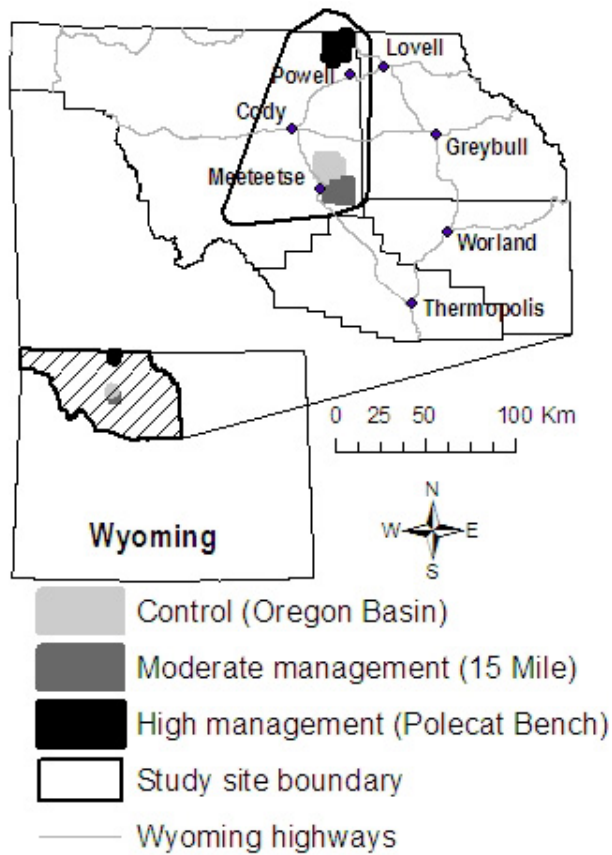 Lovell
Powell
Cody
Greybull
Meeteetse
Worland
Thermopolis
0 25 50 100 Km
N
W E
S
Wyoming
Control (Oregon Basin)
Moderate management (15 Mile)
High management (Polecat Bench)
Study site boundary
Wyoming highways